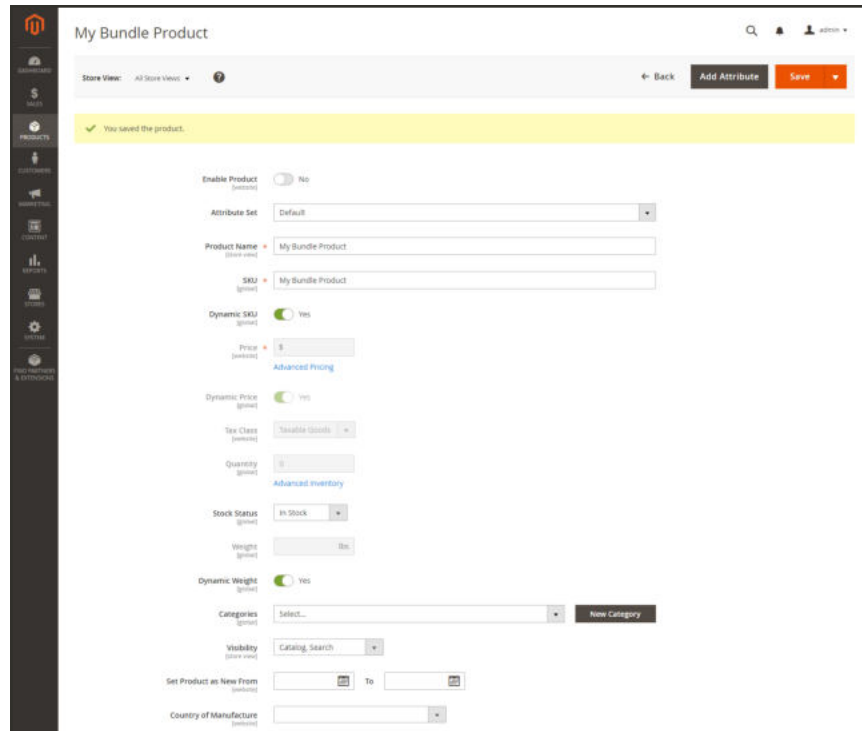 My Bundle Product
admin
DASHBOARD
SALES
PRODUCTS
CUSTOMERS
MARKETING
CONTENT
REPORTS
STORES
SYSTEM
FIND PARTNERS
& EXTENSIONS
Store View: All Store Views
Back
Add Attribute
Save
You saved the product.
Enable Product No
[website]
Attribute Set Default
Product Name * My Bundle Product
[store view]
SKU * My Bundle Product
[global]
Dynamic SKU Yes
[global]
Price * $
[website]
Advanced Pricing
Dynamic Price Yes
[global]
Tax Class Taxable Goods
[website]
Quantity 0
[global]
Advanced Inventory
Stock Status In Stock
[global]
Weight lbs
[global]
Dynamic Weight Yes
[global]
Categories Select...
[global]
New Category
Visibility Catalog, Search
[store view]
Set Product as New From To
[website]
Country of Manufacture
[website]